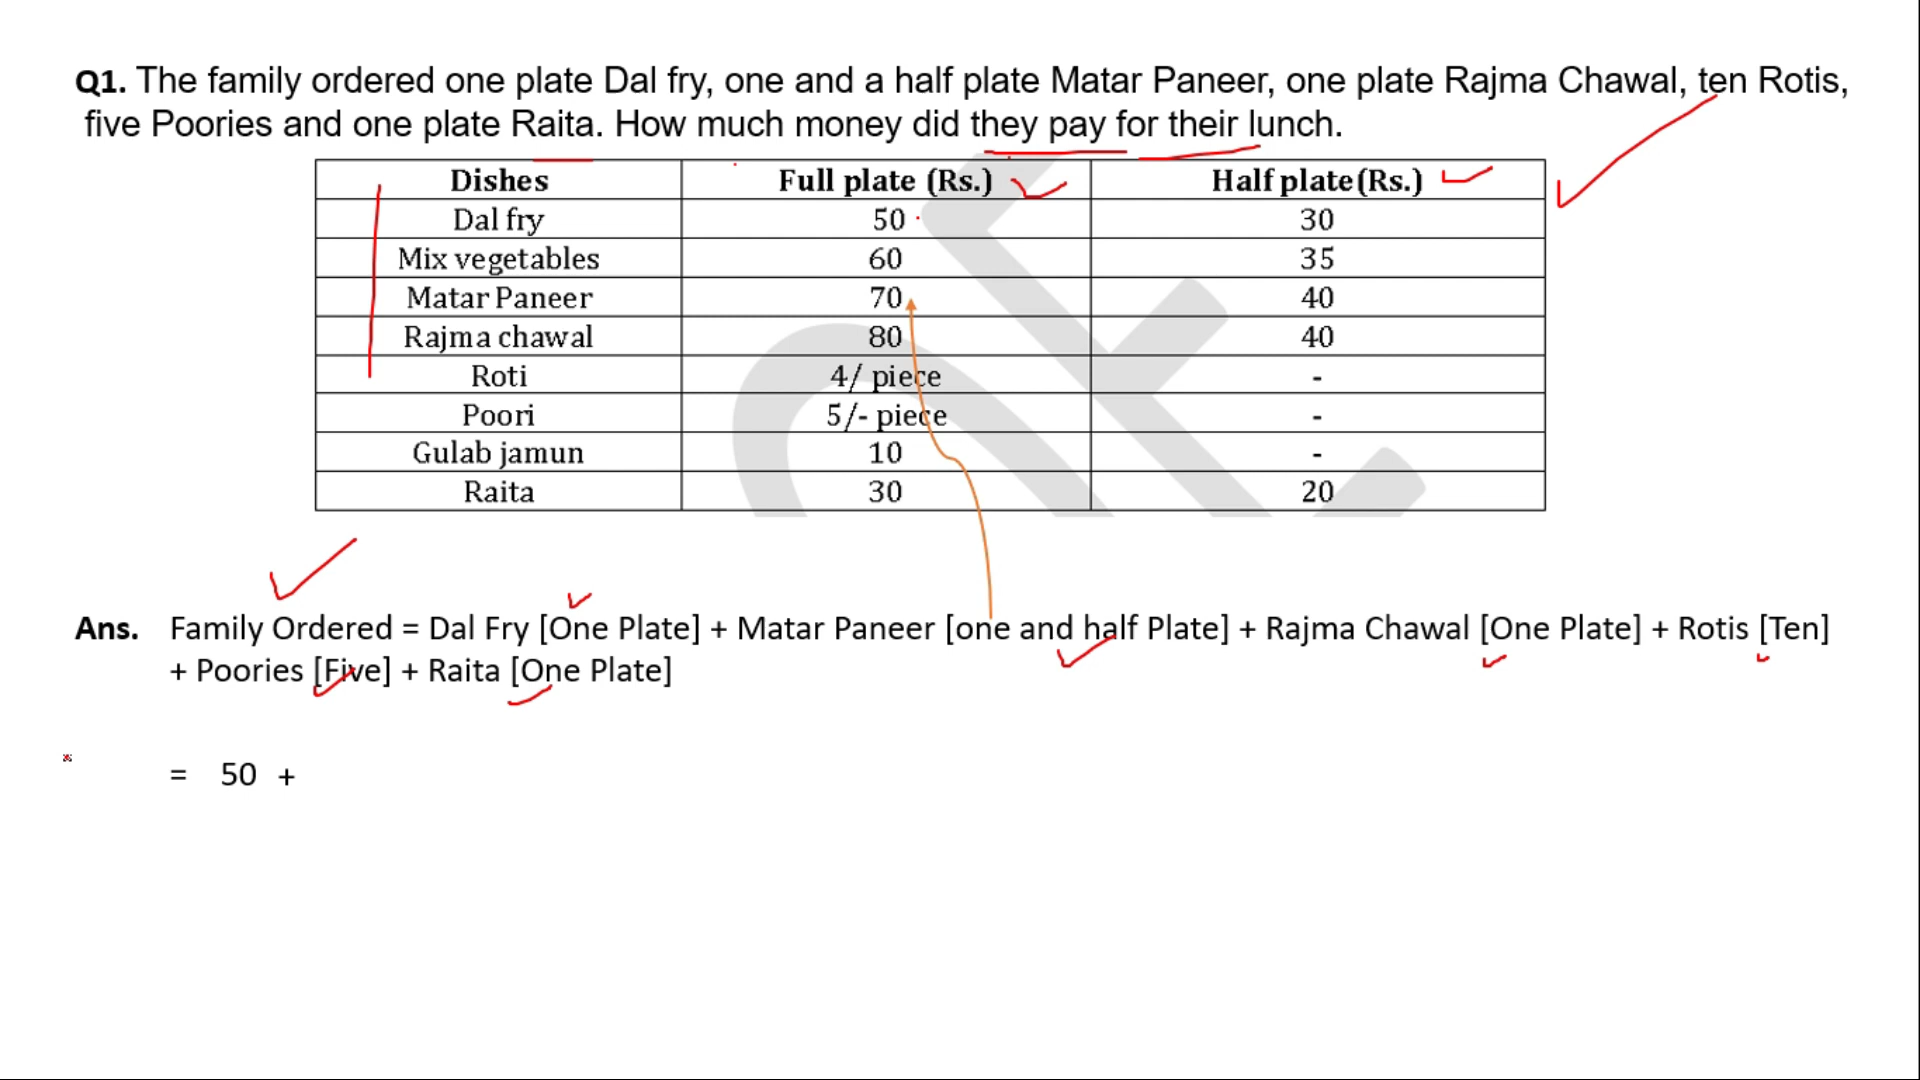 Q1. The family ordered one plate Dal fry, one and a half plate Matar Paneer, one plate Rajma Chawal, ten Rotis,
five Poories and one plate Raita. How much money did they pay for their lunch.
Dishes Full plate (Rs.) Half plate(Rs.)
Dal fry 50 30
Mix vegetables 60 35
Matar Paneer 70 40
Rajma chawal 80 40
Roti 4/ piece -
Poori 5/- piece -
Gulab jamun 10 -
Raita 30 20
Ans. Family Ordered = Dal Fry [One Plate] + Matar Paneer [one and half Plate] + Rajma Chawal [One Plate] + Rotis [Ten]
+ Poories [Five] + Raita [One Plate]
= 50 +